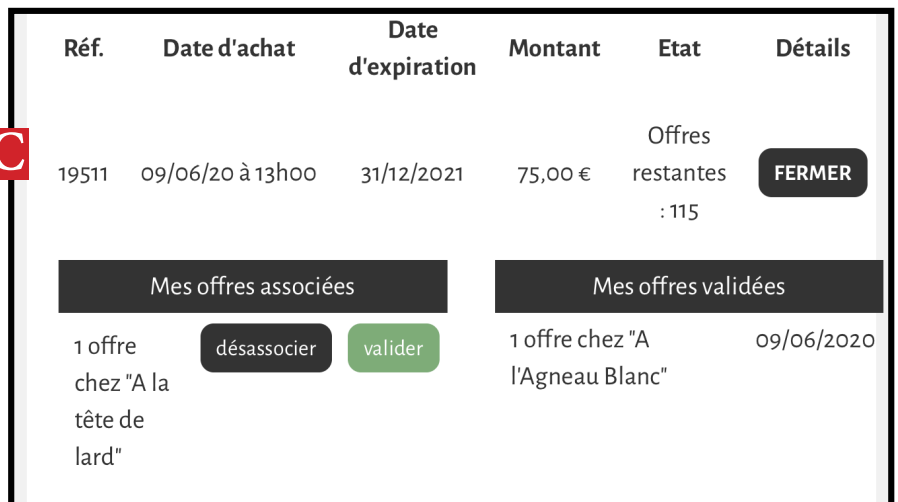 Réf. Date d'achat Date d'expiration Montant Etat Détails
C
19511 09/06/20 à 13h00 31/12/2021 75,00 € Offres restantes : 115 FERMER
Mes offres associées Mes offres validées
1 offre chez "A la tête de lard" désassocier valider 1 offre chez "A l'Agneau Blanc" 09/06/2020